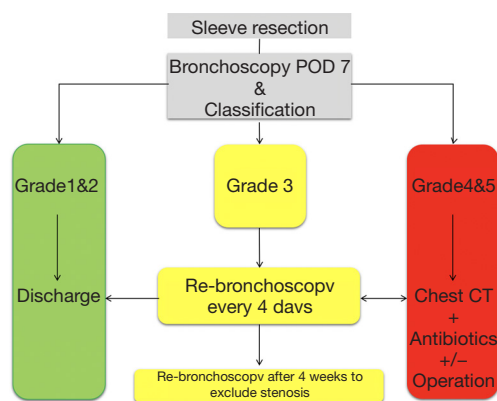 Sleeve resection
Bronchoscopy POD 7
&
Classification
Grade1&2
Grade 3
Grade4&5
Discharge
Re-bronchoscopv
every 4 davs
Chest CT
+
Antibiotics
+/−
Operation
Re-bronchoscopv after 4 weeks to
exclude stenosis